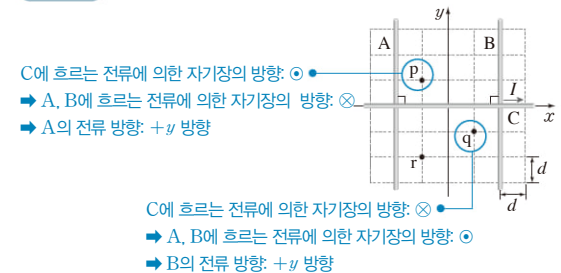 y
A
B
p
I
C
x
q
r
d
d
C에 흐르는 전류에 의한 자기장의 방향: ⊙
➡ A, B에 흐르는 전류에 의한 자기장의 방향: ⊗
➡ A의 전류 방향: +y 방향
C에 흐르는 전류에 의한 자기장의 방향: ⊗
➡ A, B에 흐르는 전류에 의한 자기장의 방향: ⊙
➡ B의 전류 방향: +y 방향